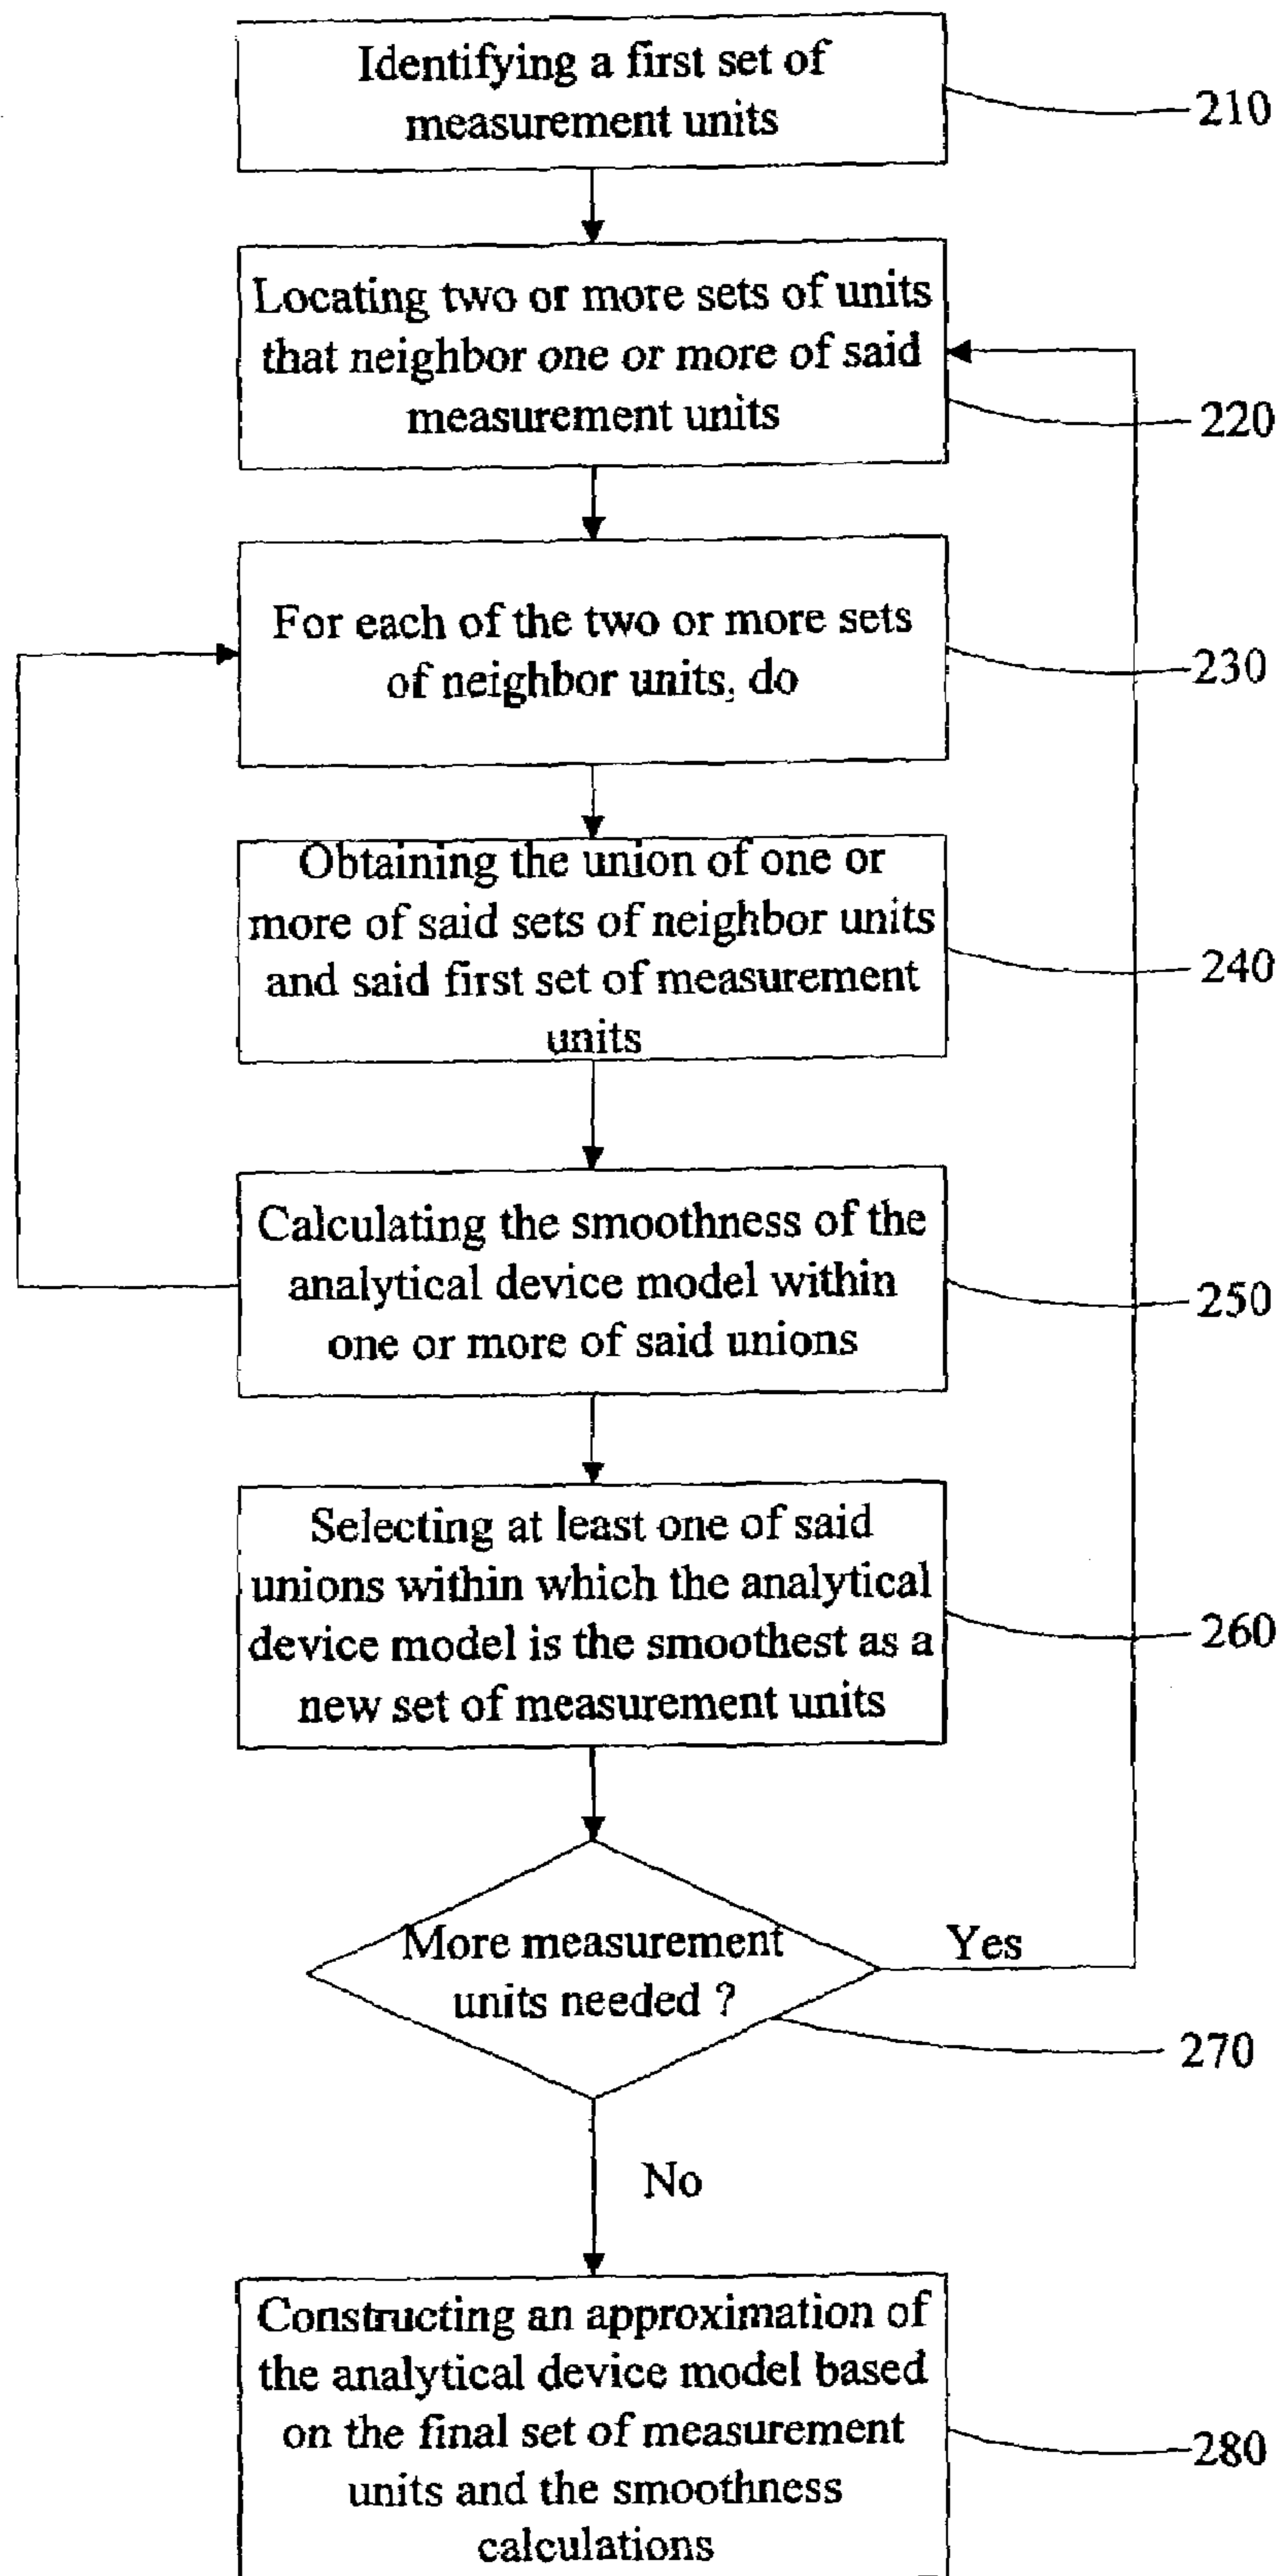 Identifying a first set of
measurement units
210
Locating two or more sets of units
that neighbor one or more of said
measurement units
220
For each of the two or more sets
of neighbor units, do
230
Obtaining the union of one or
more of said sets of neighbor units
and said first set of measurement
units
240
Calculating the smoothness of the
analytical device model within
one or more of said unions
250
Selecting at least one of said
unions within which the analytical
device model is the smoothest as a
new set of measurement units
260
More measurement
units needed ?
Yes
270
No
Constructing an approximation of
the analytical device model based
on the final set of measurement
units and the smoothness
calculations
280